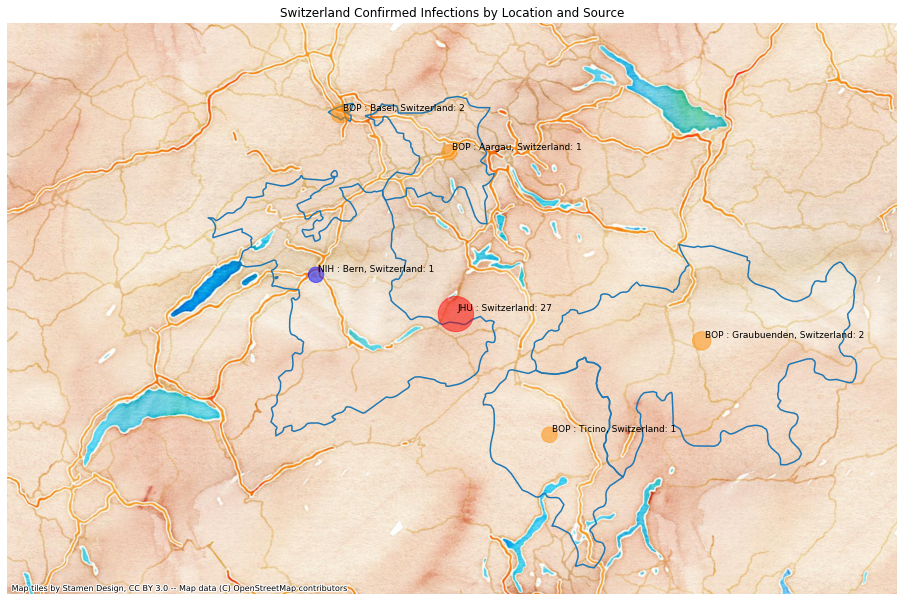 Switzerland Confirmed Infections by Location and Source
BOP : Basel, Switzerland: 2
BOP : Aargau, Switzerland: 1
NIH : Bern, Switzerland: 1
JHU : Switzerland: 27
BOP : Graubuenden, Switzerland: 2
BOP : Ticino, Switzerland: 1
Map tiles by Stamen Design, CC BY 3.0 -- Map data (C) OpenStreetMap contributors